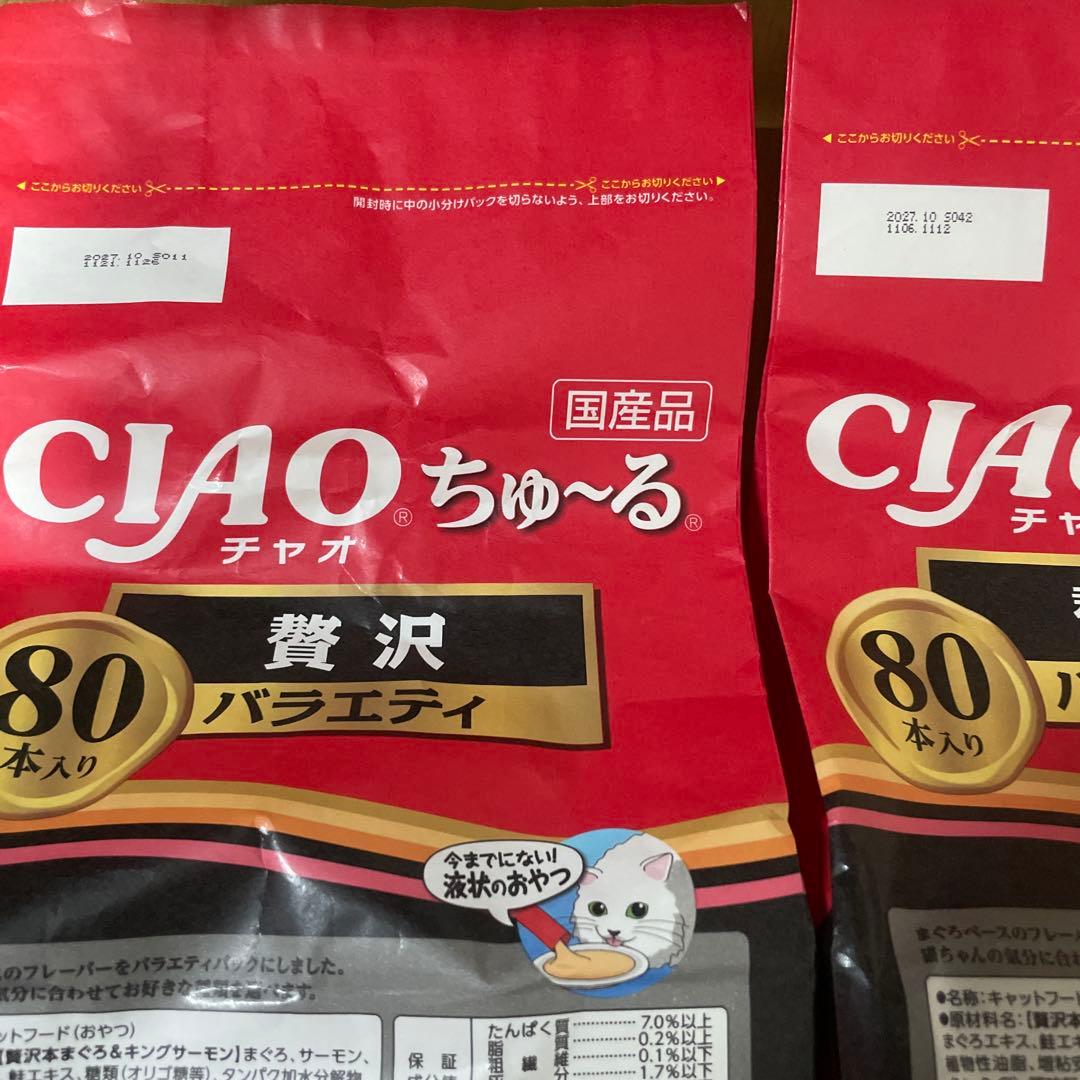 ここからお切りください
ここからお切りください
開封時に中の小分けパックを切らないよう、上部をお切りください。
2027.10
国産品
CIAO® ちゅ〜る®
チャオ
贅沢
バラエティ
80
本入り
今までにない!
液状のおやつ
のフレーバーをバラエティパックにしました。
気分に合わせてお好きな
ットフード(おやつ)
【贅沢本まぐろ&キングサーモン】まぐろ、サーモン、
鮭エキス、糖類(オリゴ糖等)、タンパク加水分解物
保証
たんぱく質 7.0%以上
0.2%以上
0.1%以下
1.7%以下
ここからお切りください
2027.10 5042
1106.1112
CIA
チャ
80
本入り
バ
まぐろベースのフレーバ
猫ちゃんの気分に合わ
●名称:キャットフード
●原材料名:【贅沢本
まぐろエキス、鮭エキ
植物性油脂、増粘安